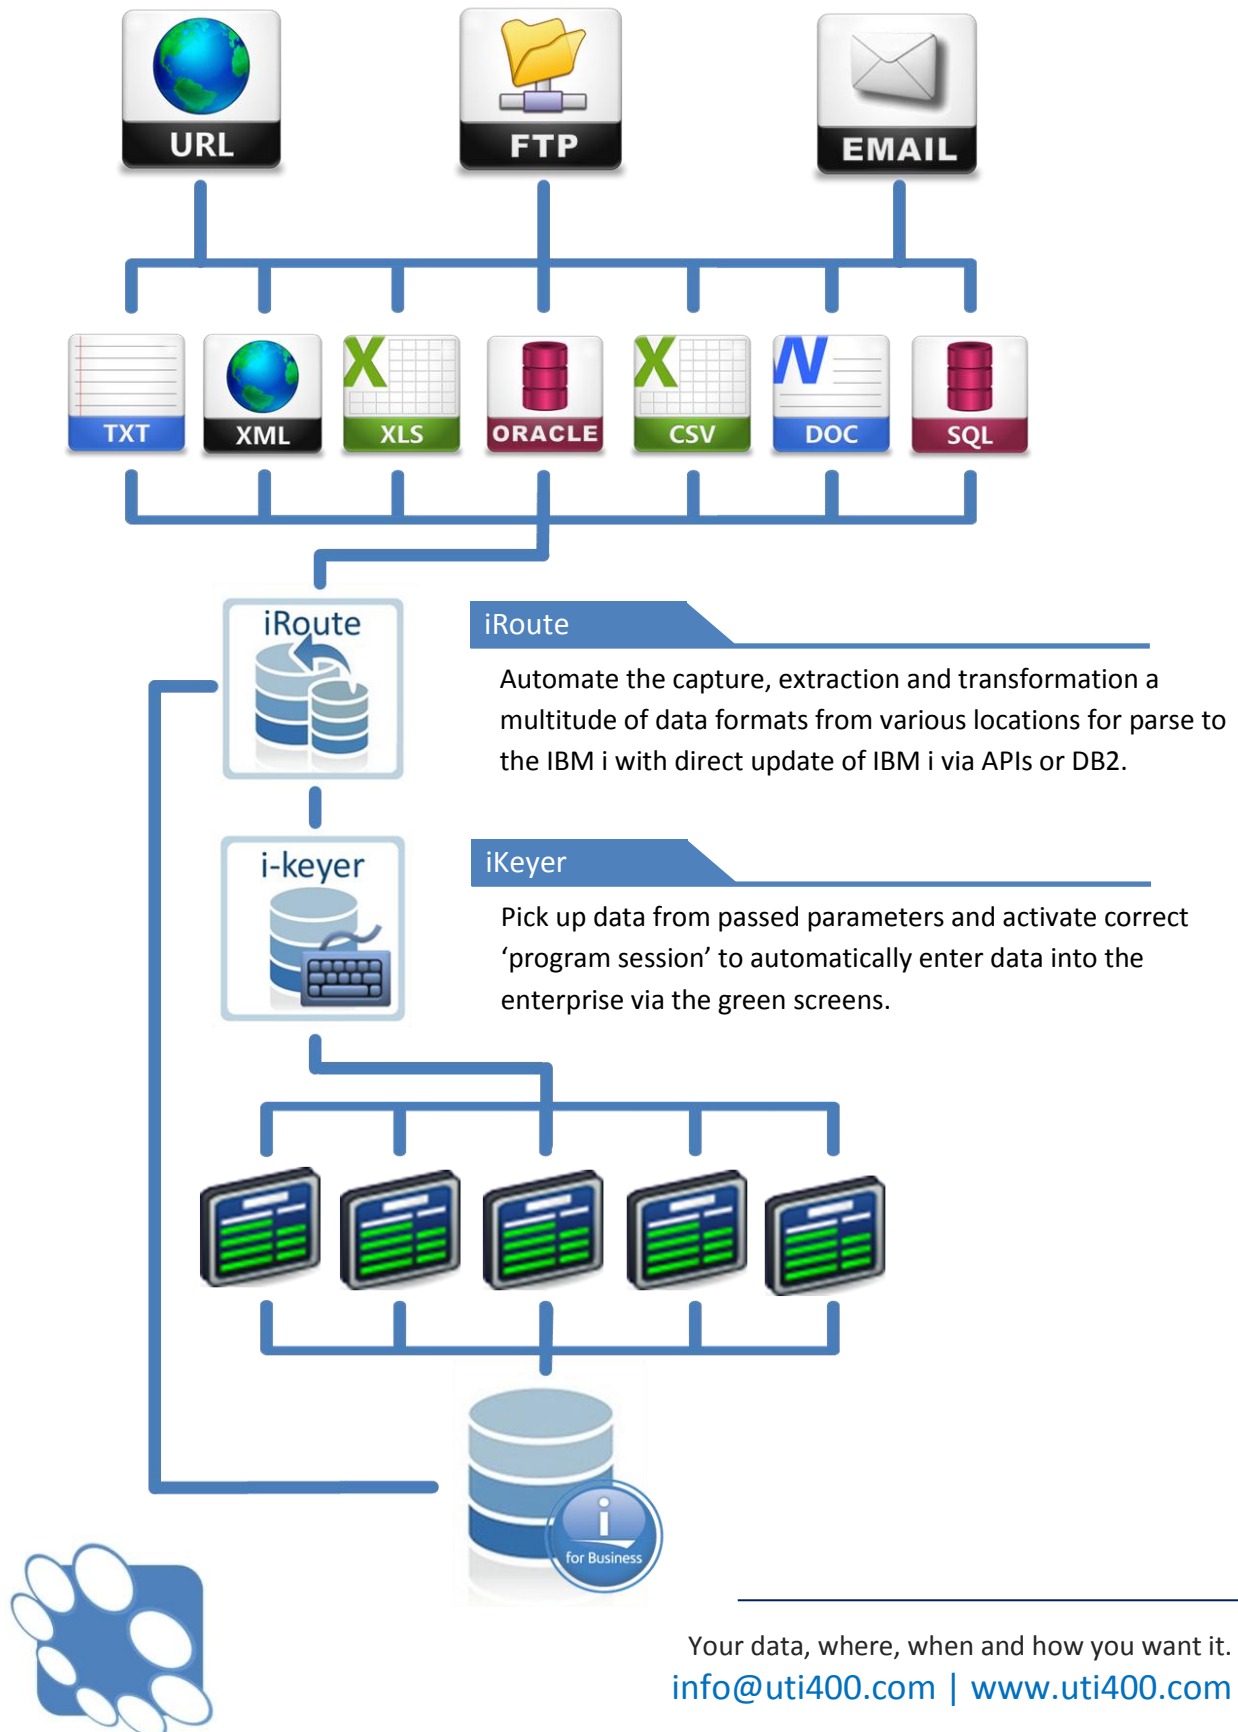 URL
FTP
EMAIL
TXT
XML
XLS
ORACLE
CSV
DOC
SQL
iRoute
iRoute
Automate the capture, extraction and transformation a
multitude of data formats from various locations for parse to
the IBM i with direct update of IBM i via APIs or DB2.
i-keyer
iKeyer
Pick up data from passed parameters and activate correct
‘program session’ to automatically enter data into the
enterprise via the green screens.
i
for Business
Your data, where, when and how you want it.
info@uti400.com | www.uti400.com